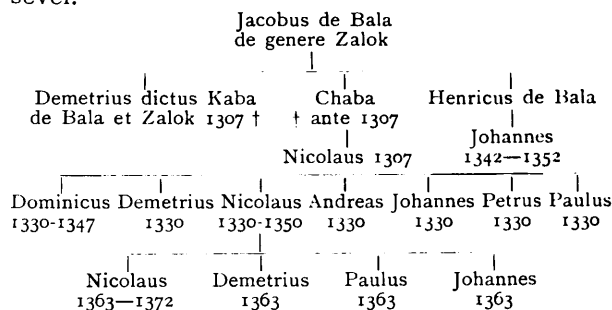 sével.
Jacobus de Bala
de genere Zalok
Demetrius dictus Kaba
de Bala et Zalok 1307 †
Chaba
† ante 1307
Henricus de Bala
Nicolaus 1307
Johannes
1342—1352
Dominicus Demetrius Nicolaus Andreas Johannes Petrus Paulus
1330-1347 1330 1330-1350 1330 1330 1330 1330
Nicolaus Demetrius Paulus Johannes
1363—1372 1363 1363 1363